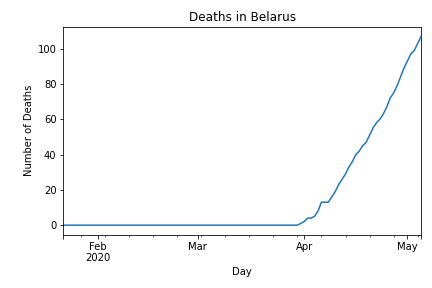 Deaths in Belarus
Number of Deaths
100
80
60
40
20
0
Feb
2020
Mar
Apr
May
Day